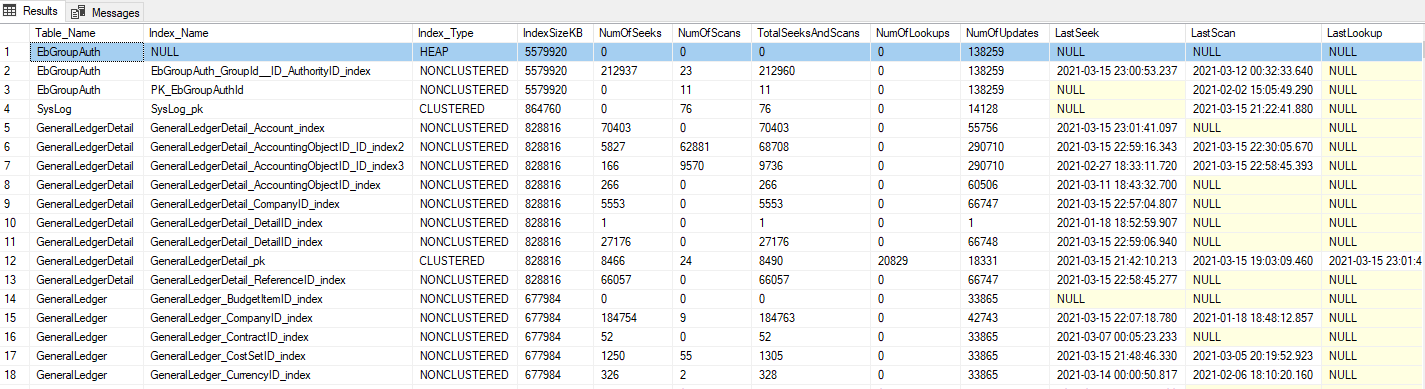 Results Messages
Table_Name Index_Name Index_Type IndexSizeKB NumOfSeeks NumOfScans TotalSeeksAndScans NumOfLookups NumOfUpdates LastSeek LastScan LastLookup
1 EbGroupAuth NULL HEAP 5579920 0 0 0 0 138259 NULL NULL NULL
2 EbGroupAuth EbGroupAuth_GroupId__ID_AuthorityID_index NONCLUSTERED 5579920 212937 23 212960 0 138259 2021-03-15 23:00:53.237 2021-03-12 00:32:33.640 NULL
3 EbGroupAuth PK_EbGroupAuthId NONCLUSTERED 5579920 0 11 11 0 138259 NULL 2021-02-02 15:05:49.290 NULL
4 SysLog SysLog_pk CLUSTERED 864760 0 76 76 0 14128 NULL 2021-03-15 21:22:41.880 NULL
5 GeneralLedgerDetail GeneralLedgerDetail_Account_index NONCLUSTERED 828816 70403 0 70403 0 55756 2021-03-15 23:01:41.097 NULL NULL
6 GeneralLedgerDetail GeneralLedgerDetail_AccountingObjectID_ID_index2 NONCLUSTERED 828816 5827 62881 68708 0 290710 2021-03-15 22:59:16.343 2021-03-15 22:30:05.670 NULL
7 GeneralLedgerDetail GeneralLedgerDetail_AccountingObjectID_ID_index3 NONCLUSTERED 828816 166 9570 9736 0 290710 2021-02-27 18:33:11.720 2021-03-15 22:58:45.393 NULL
8 GeneralLedgerDetail GeneralLedgerDetail_AccountingObjectID_index NONCLUSTERED 828816 266 0 266 0 60506 2021-03-11 18:43:32.700 NULL NULL
9 GeneralLedgerDetail GeneralLedgerDetail_CompanyID_index NONCLUSTERED 828816 5553 0 5553 0 66747 2021-03-15 22:57:04.807 NULL NULL
10 GeneralLedgerDetail GeneralLedgerDetail_DetailID_index NONCLUSTERED 828816 1 0 1 0 1 2021-01-18 18:52:59.907 NULL NULL
11 GeneralLedgerDetail GeneralLedgerDetail_DetailID_index NONCLUSTERED 828816 27176 0 27176 0 66748 2021-03-15 22:59:06.940 NULL NULL
12 GeneralLedgerDetail GeneralLedgerDetail_pk CLUSTERED 828816 8466 24 8490 20829 18331 2021-03-15 21:42:10.213 2021-03-15 19:03:09.460 2021-03-15 23:01:4
13 GeneralLedgerDetail GeneralLedgerDetail_ReferenceID_index NONCLUSTERED 828816 66057 0 66057 0 66747 2021-03-15 22:58:45.277 NULL NULL
14 GeneralLedger GeneralLedger_BudgetItemID_index NONCLUSTERED 677984 0 0 0 0 33865 NULL NULL NULL
15 GeneralLedger GeneralLedger_CompanyID_index NONCLUSTERED 677984 184754 9 184763 0 42743 2021-03-15 22:07:18.780 2021-01-18 18:48:12.857 NULL
16 GeneralLedger GeneralLedger_ContractID_index NONCLUSTERED 677984 52 0 52 0 33865 2021-03-07 00:05:23.233 NULL NULL
17 GeneralLedger GeneralLedger_CostSetID_index NONCLUSTERED 677984 1250 55 1305 0 33865 2021-03-15 21:48:46.330 2021-03-05 20:19:52.923 NULL
18 GeneralLedger GeneralLedger_CurrencyID_index NONCLUSTERED 677984 326 2 328 0 33865 2021-03-14 00:00:50.817 2021-02-06 18:10:20.160 NULL